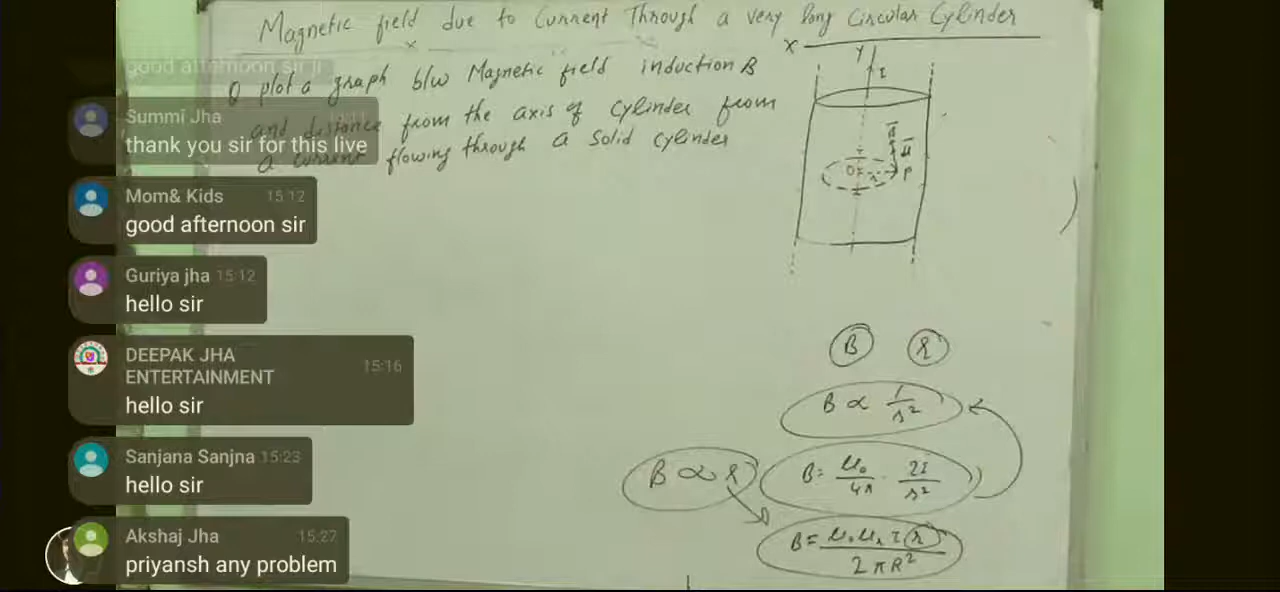 Magnetic field due to Current Through a very long Circular Cylinder
Q plot a graph b/w Magnetic field induction B
and distance from the axis of cylinder from
a current flowing through a solid cylinder
good afternoon sir ji
Summi Jha
thank you sir for this live
Mom& Kids 15:12
good afternoon sir
Guriya jha 15:12
hello sir
DEEPAK JHA
ENTERTAINMENT 15:16
hello sir
Sanjana Sanjna 15:23
hello sir
Akshaj Jha 15:27
priyansh any problem
X
Y
I
O
r
P
B r
B ∝ 1/r²
B ∝ r
B = μ₀/4π · 2I/r²
B = μ₀μᵣ I r / 2πR²